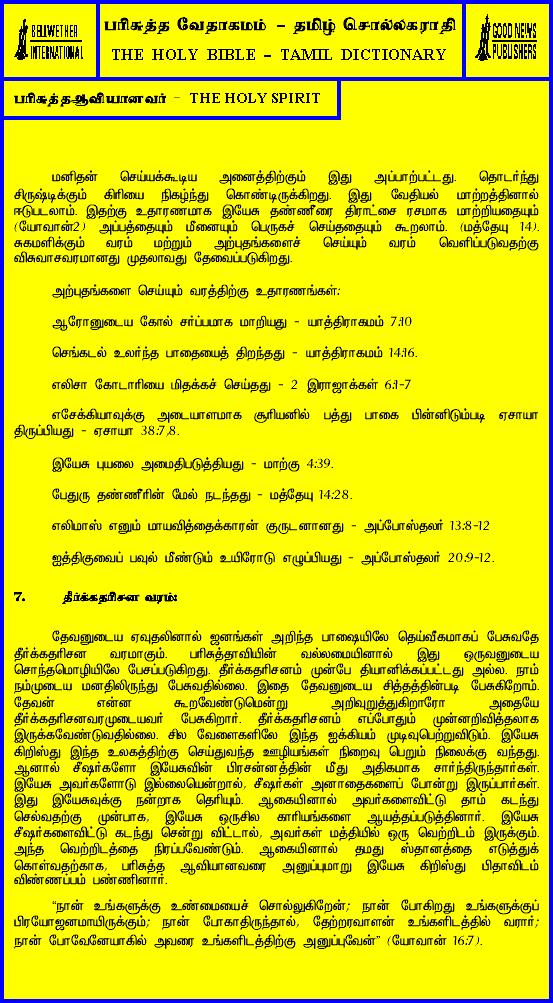 BELLWETHER
INTERNATIONAL
பரிசுத்த வேதாகமம் – தமிழ் சொல்லகராதி
THE HOLY BIBLE – TAMIL DICTIONARY
GOOD NEWS
PUBLISHERS
பரிசுத்தஆவியானவர் – THE HOLY SPIRIT
மனிதன் செய்யக்கூடிய அனைத்திற்கும் இது அப்பாற்பட்டது. தொடர்ந்து
சிருஷ்டிக்கும் கிரியை நிகழ்ந்து கொண்டிருக்கிறது. இது வேதியல் மாற்றத்தினால்
ஈடுபடலாம். இதற்கு உதாரணமாக இயேசு தண்ணீரை திராட்சை ரசமாக மாற்றியதையும்
(யோவான்2) அப்பத்தையும் மீனையும் பெருகச் செய்ததையும் கூறலாம். (மத்தேயு 14).
சுகமளிக்கும் வரம் மற்றும் அற்புதங்களைச் செய்யும் வரம் வெளிப்படுவதற்கு
விசுவாசவரமானது முதலாவது தேவைப்படுகிறது.
அற்புதங்களை செய்யும் வரத்திற்கு உதாரணங்கள்:
ஆரோனுடைய கோல் சர்ப்பமாக மாறியது – யாத்திராகமம் 7:10
செங்கடல் உலர்ந்த பாதையைத் திறந்தது – யாத்திராகமம் 14:16.
எலிசா கோடாரியை மிதக்கச் செய்தது – 2 இராஜாக்கள் 6:1-7
எசேக்கியாவுக்கு அடையாளமாக சூரியனில் பத்து பாகை பின்னிடும்படி ஏசாயா
திருப்பியது – ஏசாயா 38:7,8.
இயேசு புயலை அமைதிபடுத்தியது – மாற்கு 4:39.
பேதுரு தண்ணீரின் மேல் நடந்தது – மத்தேயு 14:28.
எலிமாஸ் எனும் மாயவித்தைக்காரன் குருடனானது – அப்போஸ்தலர் 13:8-12
ஐத்திகுவைப் பவுல் மீண்டும் உயிரோடு எழுப்பியது – அப்போஸ்தலர் 20:9-12.
7. தீர்க்கதரிசன வரம்:
தேவனுடைய ஏவுதலினால் ஜனங்கள் அறிந்த பாஷையிலே தெய்வீகமாகப் பேசுவதே
தீர்க்கதரிசன வரமாகும். பரிசுத்தாவியின் வல்லமையினால் இது ஒருவனுடைய
சொந்தமொழியிலே பேசப்படுகிறது. தீர்க்கதரிசனம் முன்பே தியானிக்கப்பட்டது அல்ல. நாம்
நம்முடைய மனதிலிருந்து பேசுவதில்லை. இதை தேவனுடைய சித்தத்தின்படி பேசுகிறோம்.
தேவன் என்ன கூறவேண்டுமென்று அறிவுறுத்துகிறாரோ அதையே
தீர்க்கதரிசனவரமுடையவர் பேசுகிறார். தீர்க்கதரிசனம் எப்போதும் முன்னறிவித்தலாக
இருக்கவேண்டுவதில்லை. சில வேளைகளிலே இந்த ஐக்கியம் முடிவுபெற்றுவிடும். இயேசு
கிறிஸ்து இந்த உலகத்திற்கு செய்துவந்த ஊழியங்கள் நிறைவு பெறும் நிலைக்கு வந்தது.
ஆனால் சீஷர்களோ இயேசுவின் பிரசன்னத்தின் மீது அதிகமாக சார்ந்திருந்தார்கள்.
இயேசு அவர்களோடு இல்லையென்றால், சீஷர்கள் அனாதைகளைப் போன்று இருப்பார்கள்.
இது இயேசுவுக்கு நன்றாக தெரியும். ஆகையினால் அவர்களைவிட்டு தாம் கடந்து
செல்வதற்கு முன்பாக, இயேசு ஒருசில காரியங்களை ஆயத்தப்படுத்தினார். இயேசு
சீஷர்களைவிட்டு கடந்து சென்று விட்டால், அவர்கள் மத்தியில் ஒரு வெற்றிடம் இருக்கும்.
அந்த வெற்றிடத்தை நிரப்பவேண்டும். ஆகையினால் தமது ஸ்தானத்தை எடுத்துக்
கொள்வதற்காக, பரிசுத்த ஆவியானவரை அனுப்புமாறு இயேசு கிறிஸ்து பிதாவிடம்
விண்ணப்பம் பண்ணினார்.
“நான் உங்களுக்கு உண்மையைச் சொல்லுகிறேன்; நான் போகிறது உங்களுக்குப்
பிரயோஜனமாயிருக்கும்; நான் போகாதிருந்தால், தேற்றரவாளன் உங்களிடத்தில் வரார்;
நான் போவேனேயாகில் அவரை உங்களிடத்திற்கு அனுப்புவேன்” (யோவான் 16:7).